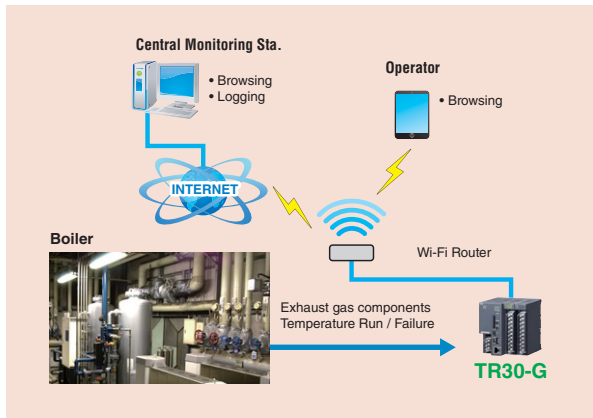 Central Monitoring Sta.
• Browsing
• Logging
Operator
• Browsing
INTERNET
Boiler
Wi-Fi Router
Exhaust gas components
Temperature Run / Failure
TR30-G